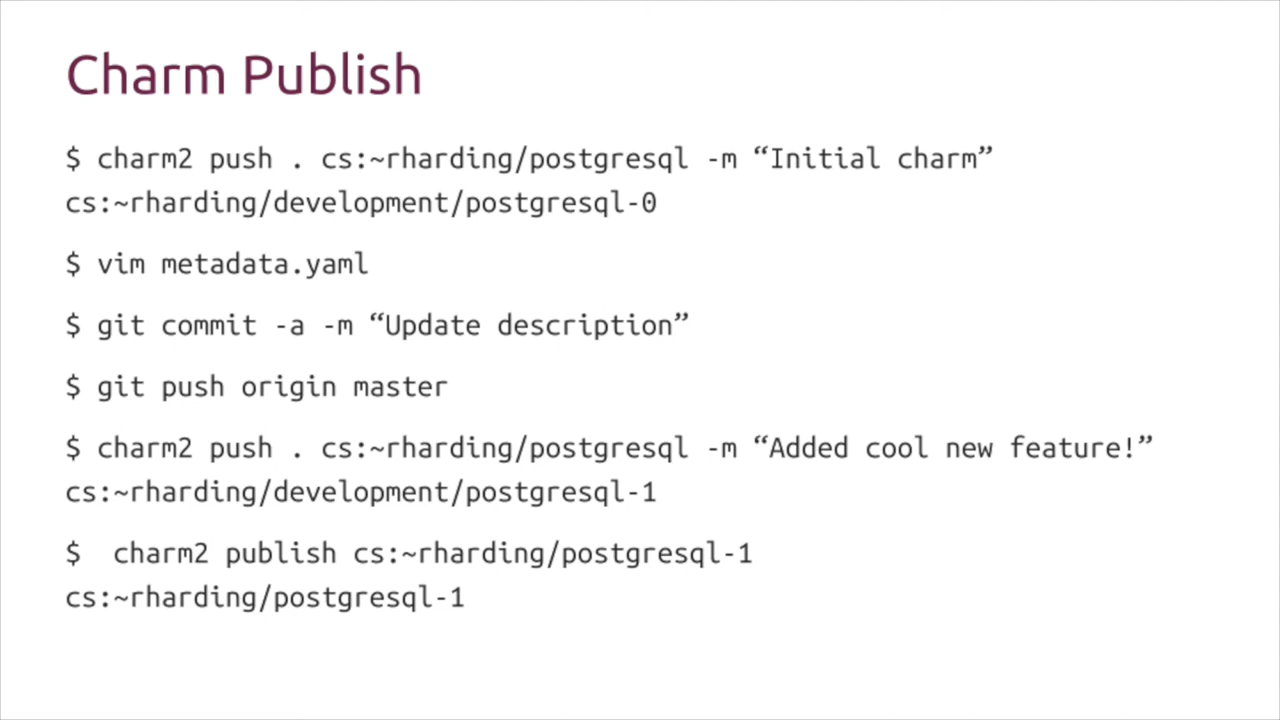 Charm Publish
$ charm2 push . cs:~rharding/postgresql -m “Initial charm”
cs:~rharding/development/postgresql-0
$ vim metadata.yaml
$ git commit -a -m “Update description”
$ git push origin master
$ charm2 push . cs:~rharding/postgresql -m “Added cool new feature!”
cs:~rharding/development/postgresql-1
$  charm2 publish cs:~rharding/postgresql-1
cs:~rharding/postgresql-1